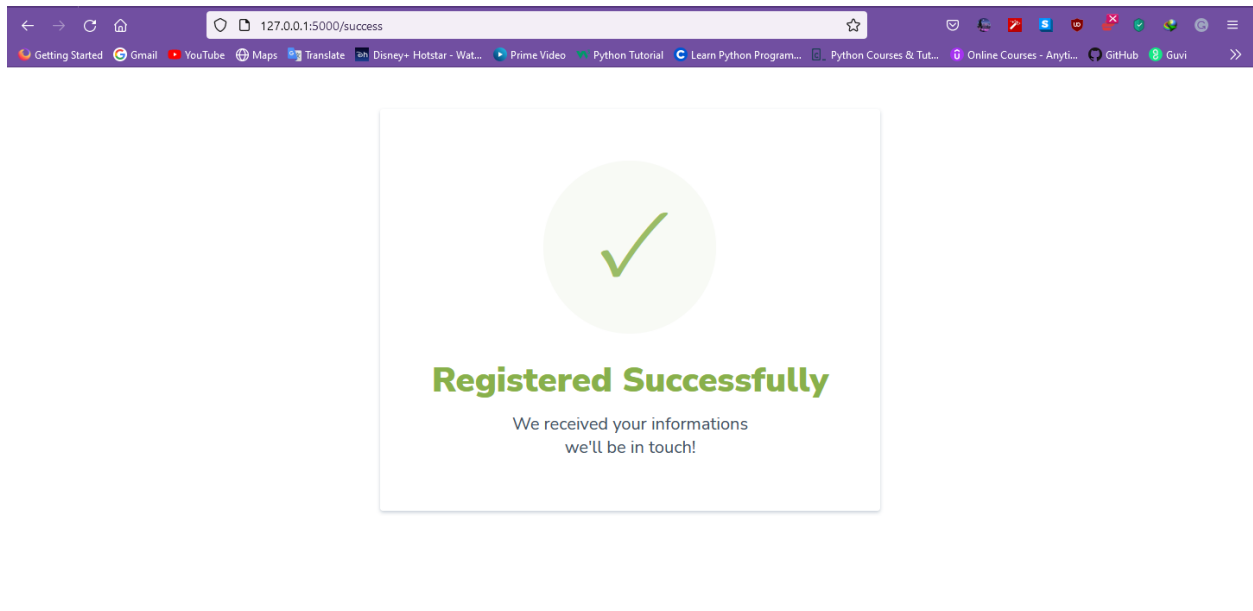 127.0.0.1:5000/success
Getting Started Gmail YouTube Maps Translate Disney+ Hotstar - Wat... Prime Video Python Tutorial Learn Python Program... Python Courses & Tut... Online Courses - Anyti... GitHub Guvi
Registered Successfully
We received your informations
we'll be in touch!